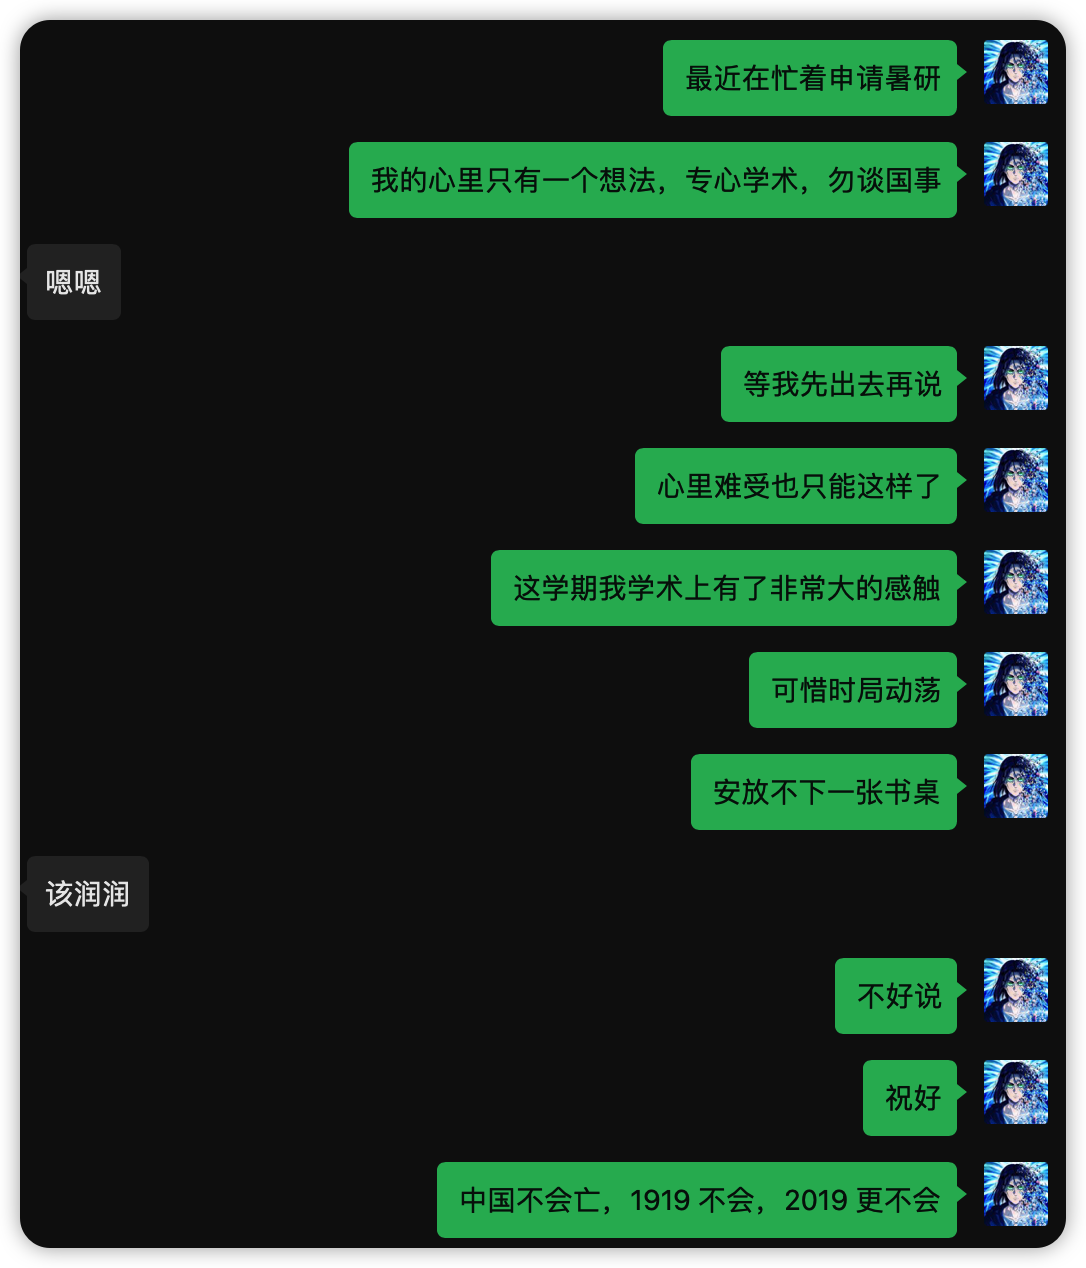 最近在忙着申请暑研
我的心里只有一个想法，专心学术，勿谈国事
嗯嗯
等我先出去再说
心里难受也只能这样了
这学期我学术上有了非常大的感触
可惜时局动荡
安放不下一张书桌
该润润
不好说
祝好
中国不会亡，1919 不会，2019 更不会